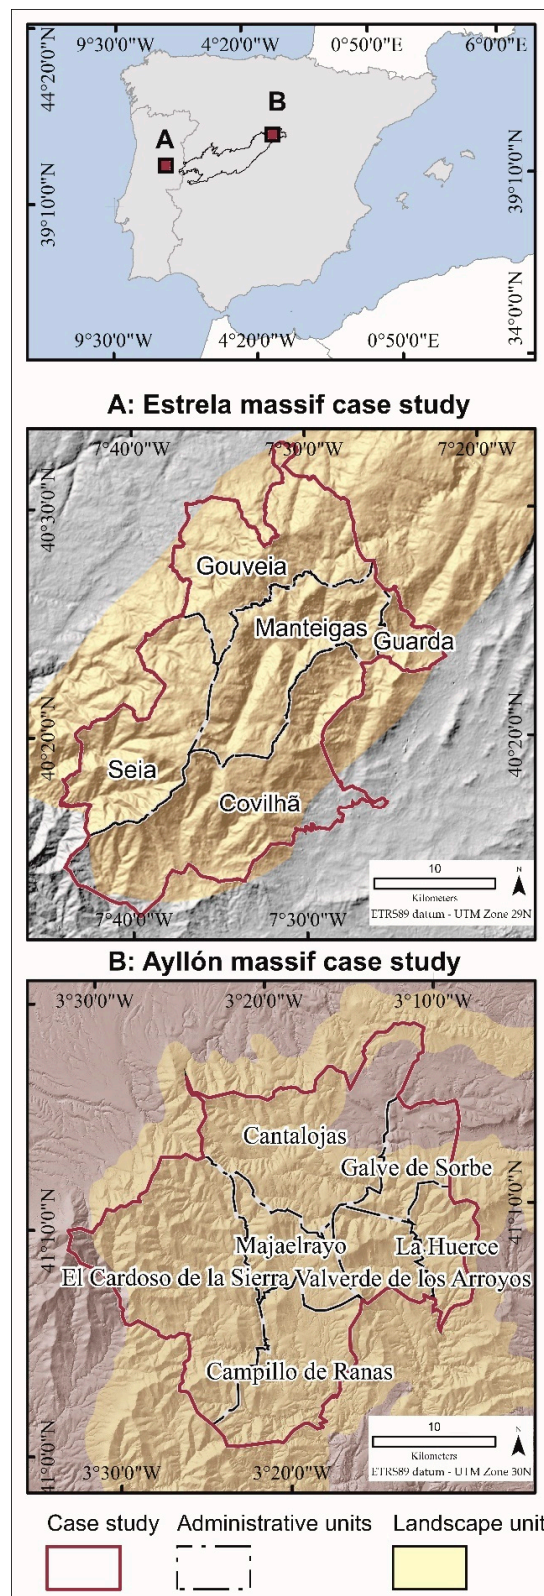 9°30'0"W 4°20'0"W 0°50'0"E 6°0'0"E
44°20'0"N
B
A
39°10'0"N
39°10'0"N
34°0'0"N
9°30'0"W 4°20'0"W 0°50'0"E
A: Estrela massif case study
7°40'0"W 7°30'0"W 7°20'0"W
40°30'0"N
Gouveia
Manteigas
Guarda
40°20'0"N
40°20'0"N
Seia
Covilhã
10
N
Kilometers
ETRS89 datum - UTM Zone 29N
7°40'0"W 7°30'0"W
B: Ayllón massif case study
3°30'0"W 3°20'0"W 3°10'0"W
Cantalojas
Galve de Sorbe
41°10'0"N
41°10'0"N
Majaelrayo
La Huerce
El Cardoso de la Sierra
Valverde de los Arroyos
Campillo de Ranas
10
N
Kilometers
ETRS89 datum - UTM Zone 30N
41°0'0"N
3°30'0"W 3°20'0"W
Case study Administrative units Landscape unit